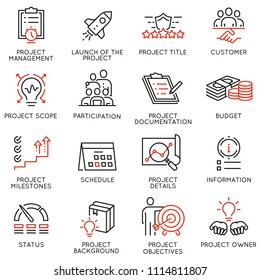 PROJECT
MANAGEMENT
LAUNCH OF THE
PROJECT
PROJECT TITLE
CUSTOMER
PROJECT SCOPE
PARTICIPATION
PROJECT
DOCUMENTATION
BUDGET
PROJECT
MILESTONES
SCHEDULE
PROJECT
DETAILS
INFORMATION
STATUS
PROJECT
BACKGROUND
PROJECT
OBJECTIVES
PROJECT OWNER
shutterstock.com · 1114811807